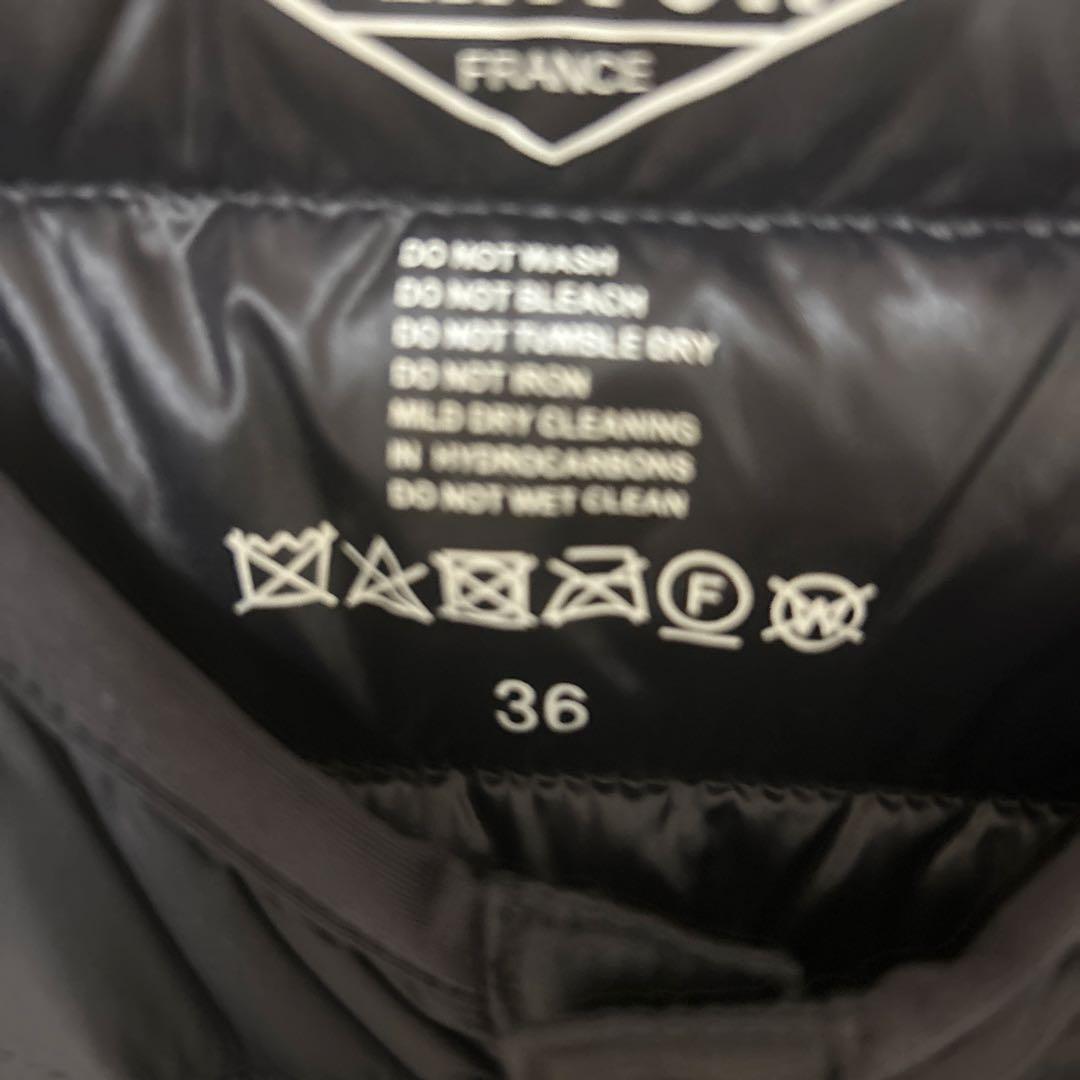 FRANCE
DO NOT WASH
DO NOT BLEACH
DO NOT TUMBLE DRY
DO NOT IRON
MILD DRY CLEANING
IN HYDROCARBONS
DO NOT WET CLEAN
F W
36